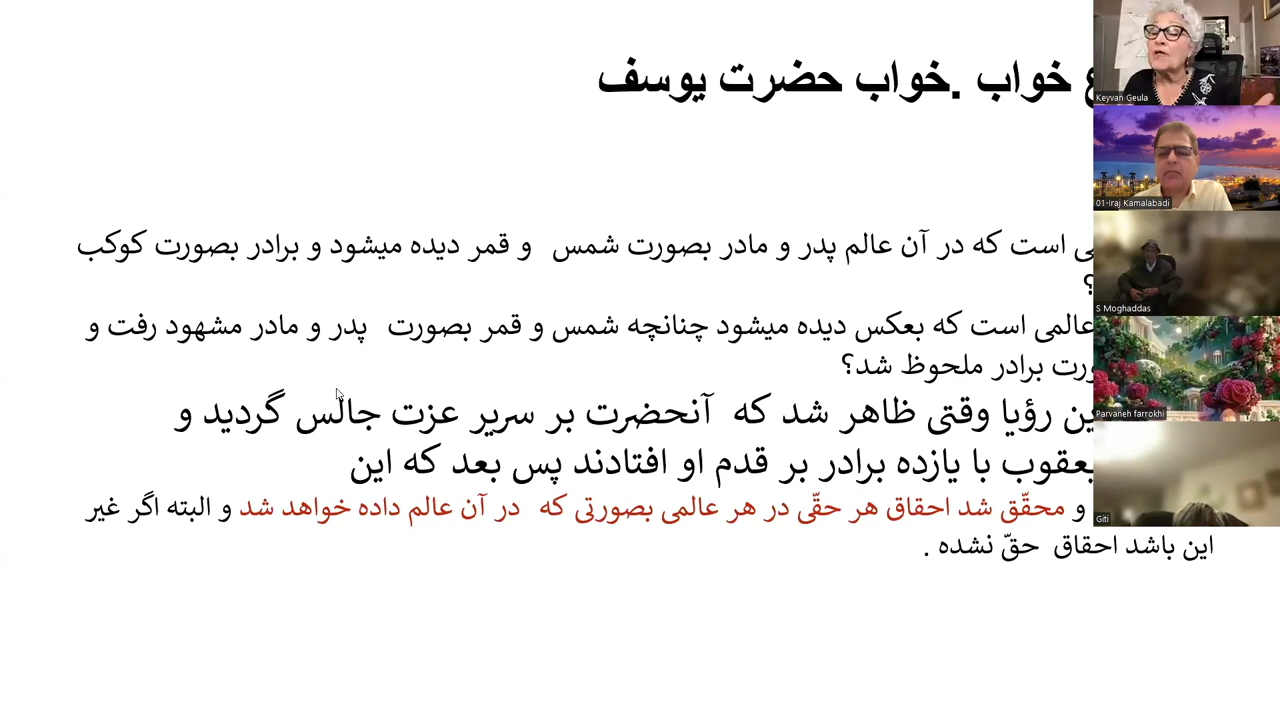 خواب .خواب حضرت یوسف
است که در آن عالم پدر و مادر بصورت شمس و قمر دیده میشود و برادر بصورت کوکب
؟
عالمی است که بعکس دیده میشود چنانچه شمس و قمر بصورت پدر و مادر مشهود رفت و
برادر ملحوظ شد؟
رؤیا وقتی ظاهر شد که آنحضرت بر سریر عزت جالس گردید و
با یازده برادر بر قدم او افتادند پس بعد که این
و محقّق شد احقاق هر حقّی در هر عالمی بصورتی که در آن عالم داده خواهد شد و البته اگر غیر
این باشد احقاق حقّ نشده .
Keyvan Geula
01-Iraj Kamalabadi
S Moghaddas
Parvaneh farrokhi
Giti